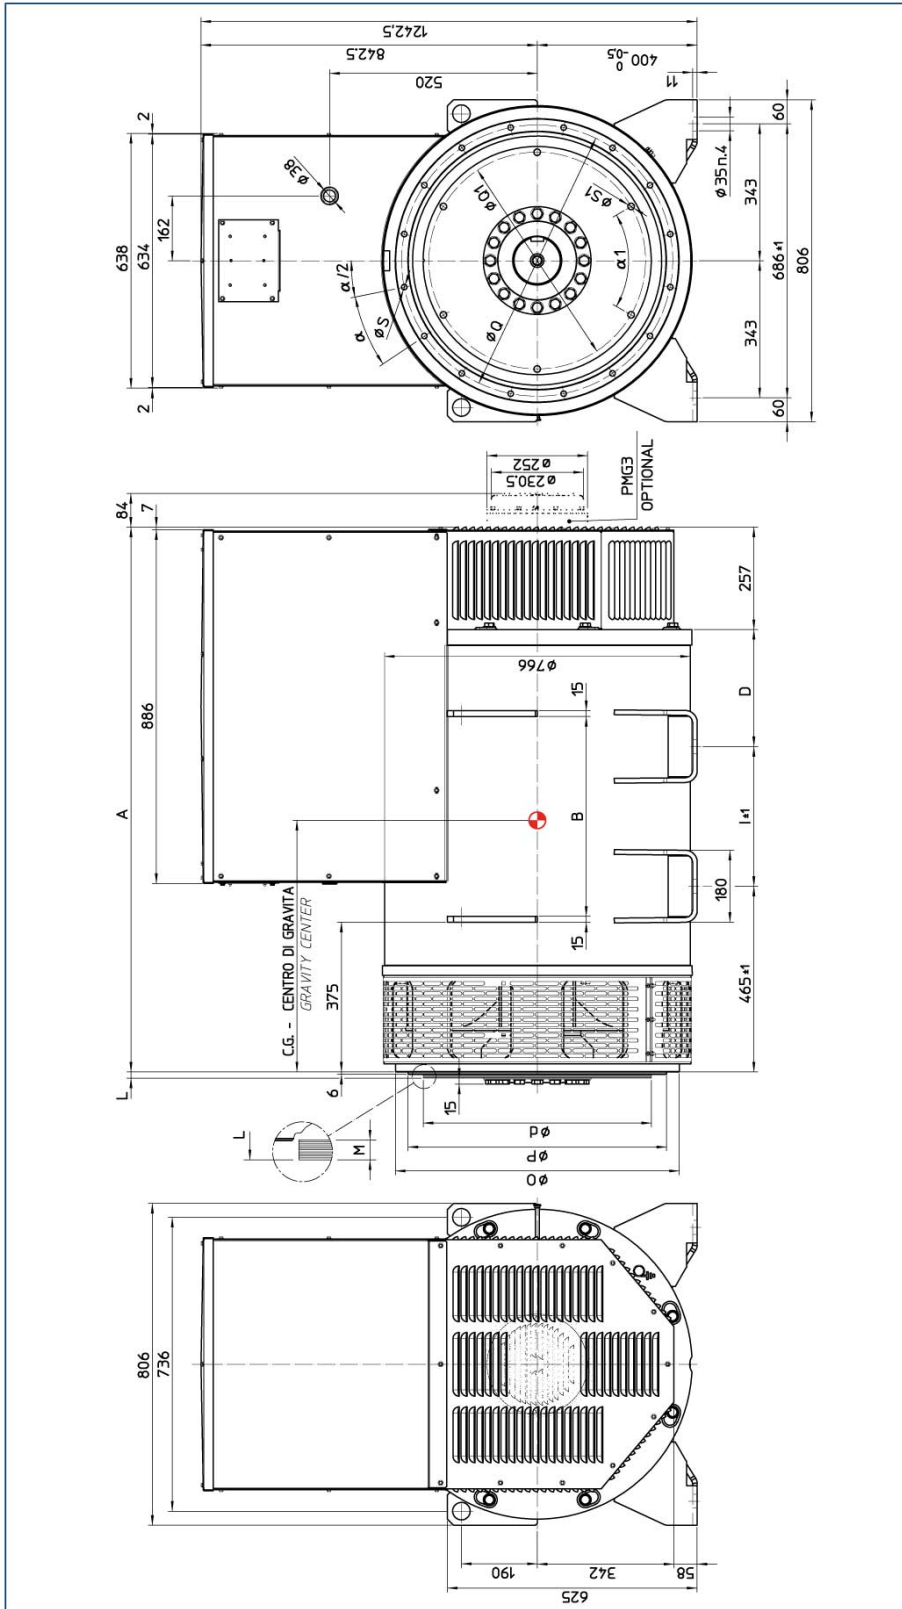 1242,5
842.5
520
400 0 -0,5
11
2
638
634
2
162
Ø38
α/2
α
ØS
ØQ1
ØQ
ØS1
α1
60
Ø35n.4
343
686±1
806
343
60
84
7
A
886
Ø252
Ø230.5
PMG3
OPTIONAL
257
Ø766
15
D
B
I±1
C.G. - CENTRO DI GRAVITA
GRAVITY CENTER
375
15
180
465±1
L
6
15
Ød
ØP
ØO
L
M
806
736
190
342
58
625